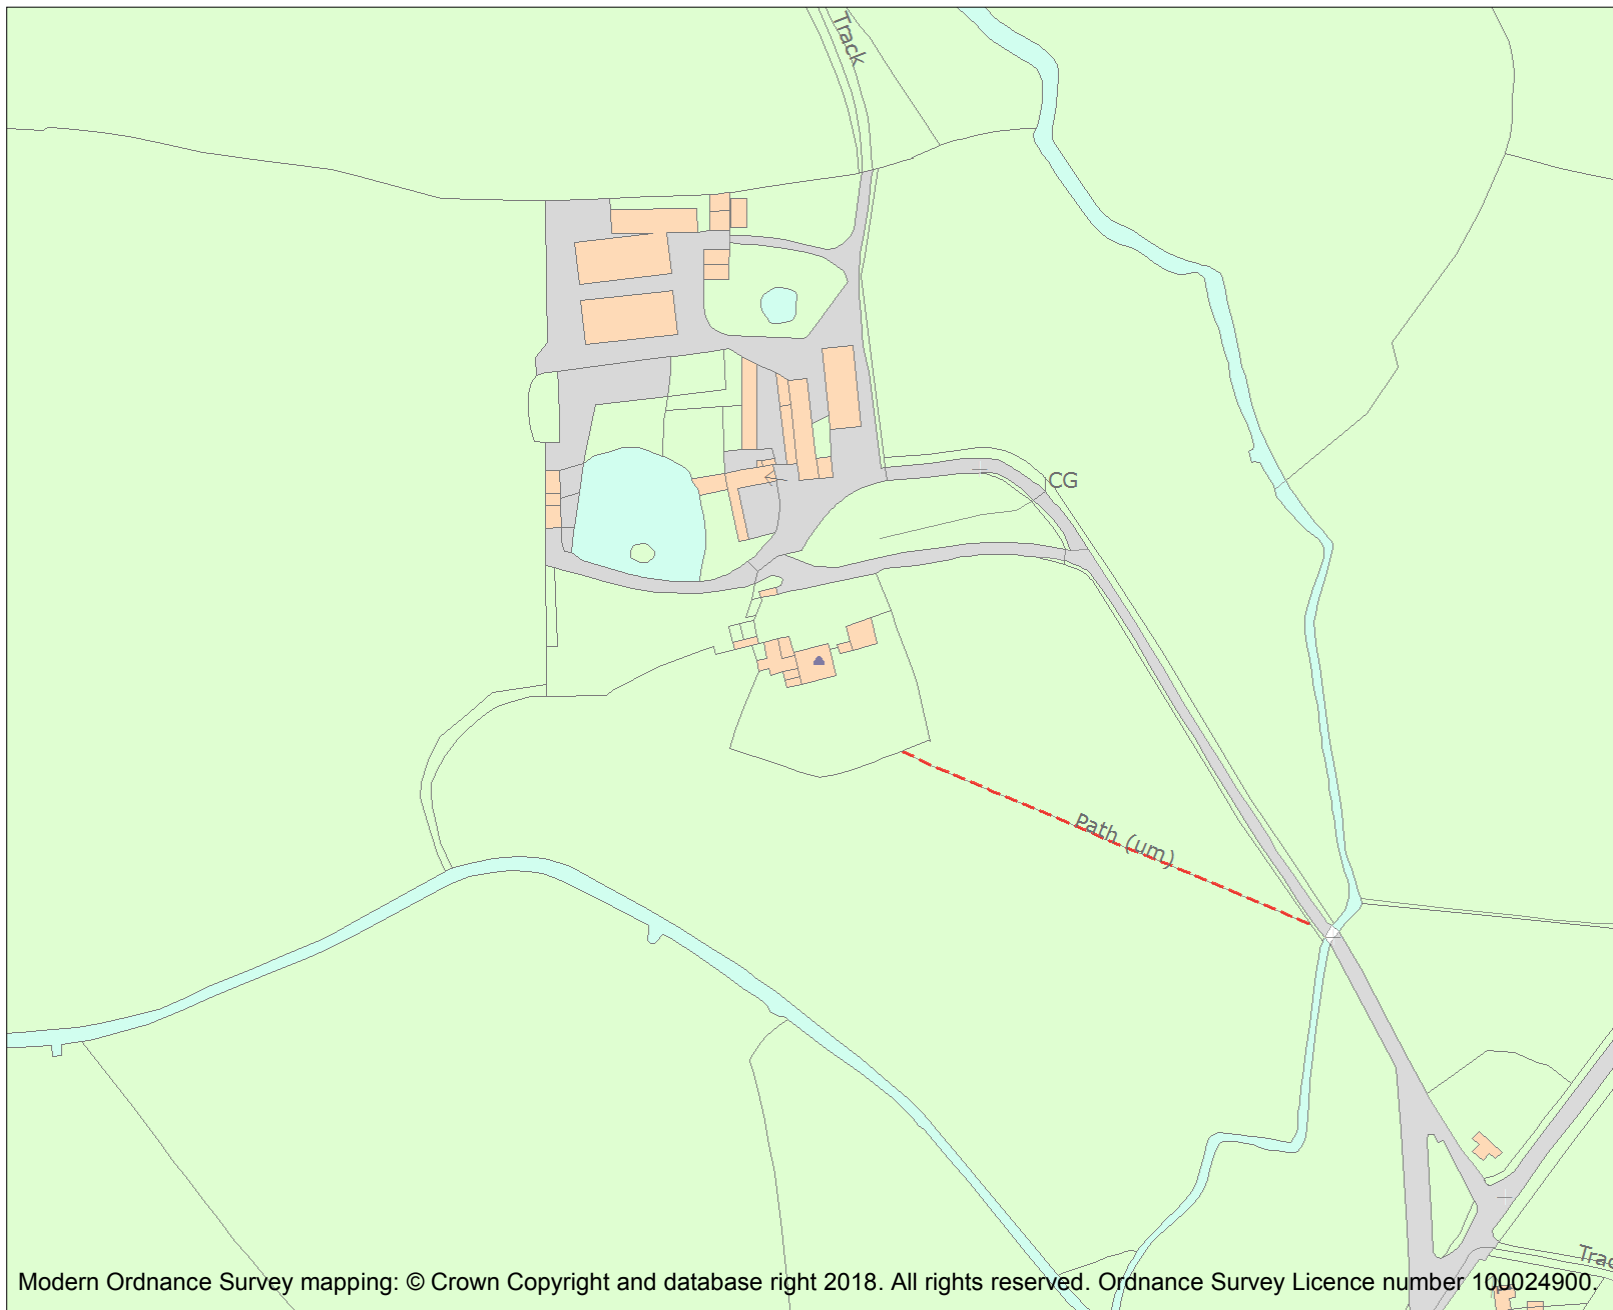 Track
CG
Path (um)
Trac
Modern Ordnance Survey mapping: © Crown Copyright and database right 2018. All rights reserved. Ordnance Survey Licence number 100024900.